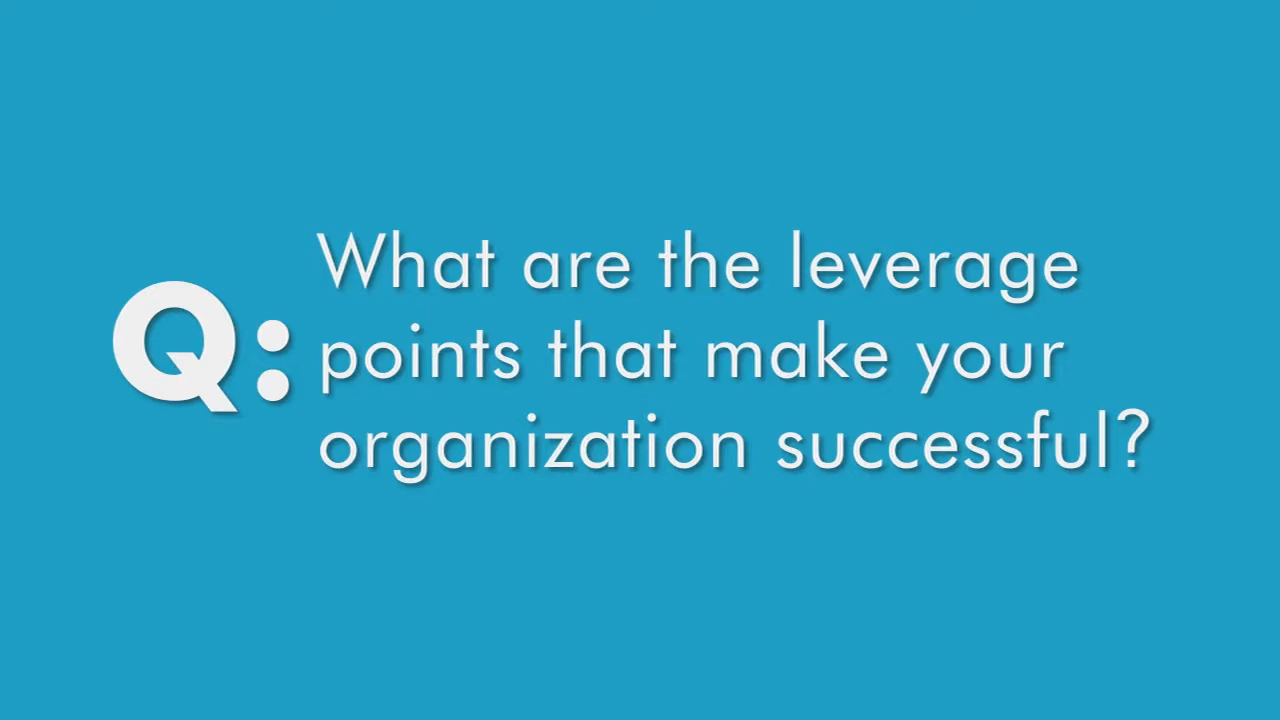 Q:
What are the leverage
points that make your
organization successful?